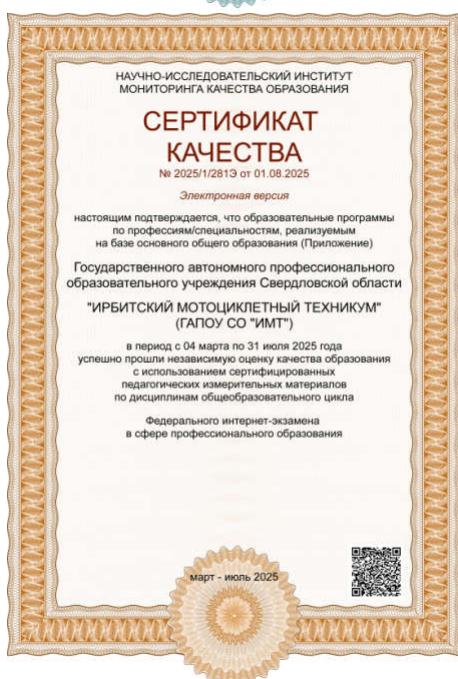 НАУЧНО-ИССЛЕДОВАТЕЛЬСКИЙ ИНСТИТУТ
МОНИТОРИНГА КАЧЕСТВА ОБРАЗОВАНИЯ
СЕРТИФИКАТ
КАЧЕСТВА
№ 2025/1/281Э от 01.08.2025
Электронная версия
настоящим подтверждается, что образовательные программы
по профессиям/специальностям, реализуемым
на базе основного общего образования (Приложение)
Государственного автономного профессионального
образовательного учреждения Свердловской области
"ИРБИТСКИЙ МОТОЦИКЛЕТНЫЙ ТЕХНИКУМ"
(ГАПОУ СО "ИМТ")
в период с 04 марта по 31 июля 2025 года
успешно прошли независимую оценку качества образования
с использованием сертифицированных
педагогических измерительных материалов
по дисциплинам общеобразовательного цикла
Федерального интернет-экзамена
в сфере профессионального образования
март - июль 2025